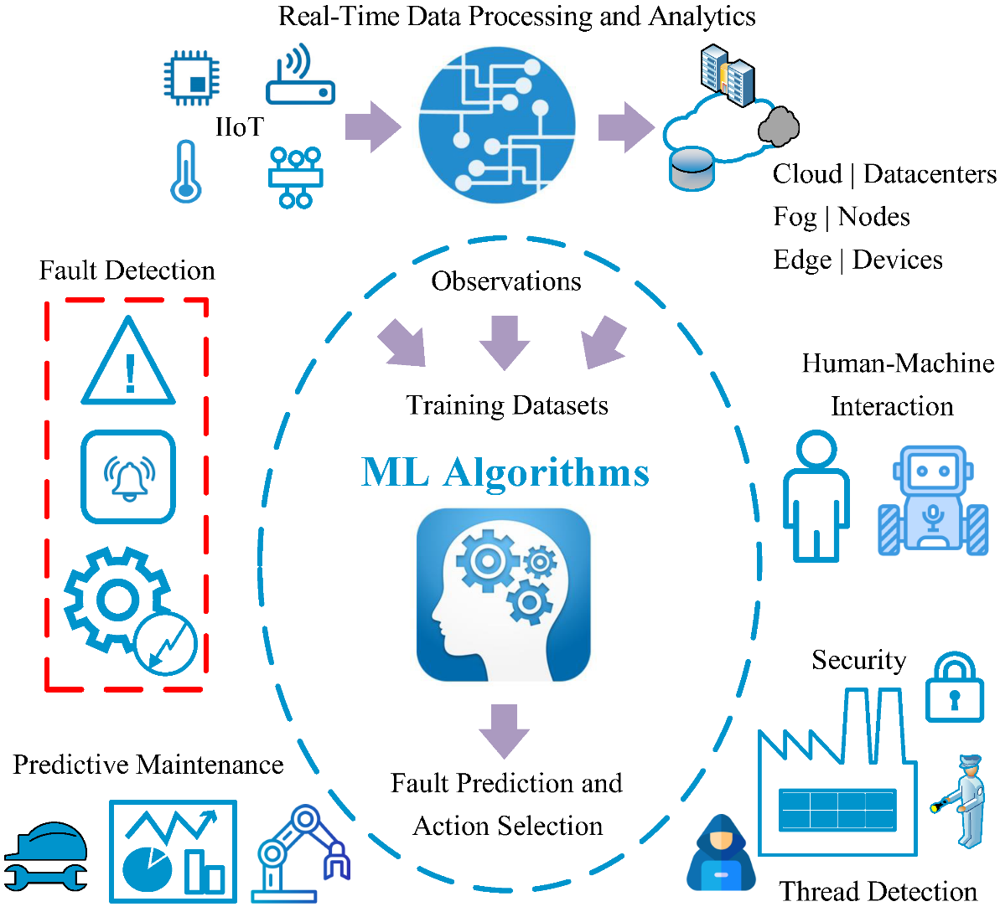 Real-Time Data Processing and Analytics
IIoT
Cloud | Datacenters
Fog | Nodes
Edge | Devices
Fault Detection
!
Observations
Training Datasets
ML Algorithms
Human-Machine
Interaction
Security
Predictive Maintenance
Fault Prediction and
Action Selection
Thread Detection